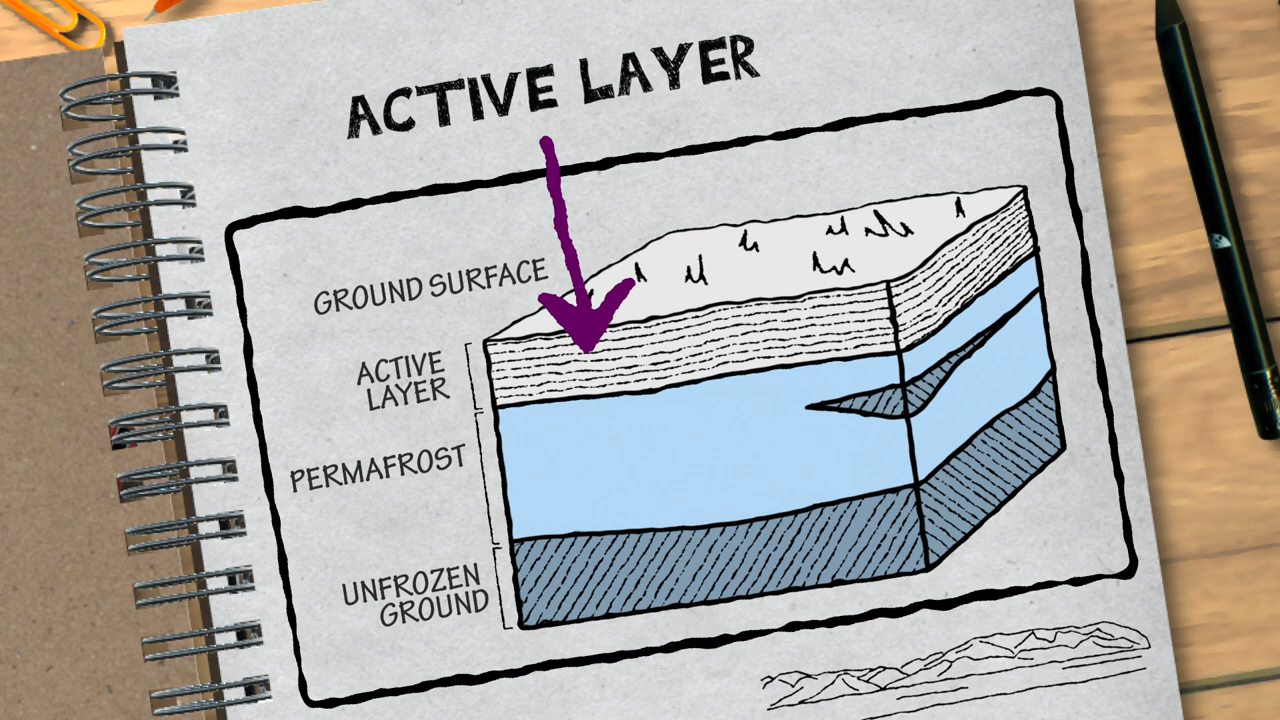 ACTIVE LAYER
GROUND SURFACE
ACTIVE
LAYER
PERMAFROST
UNFROZEN
GROUND